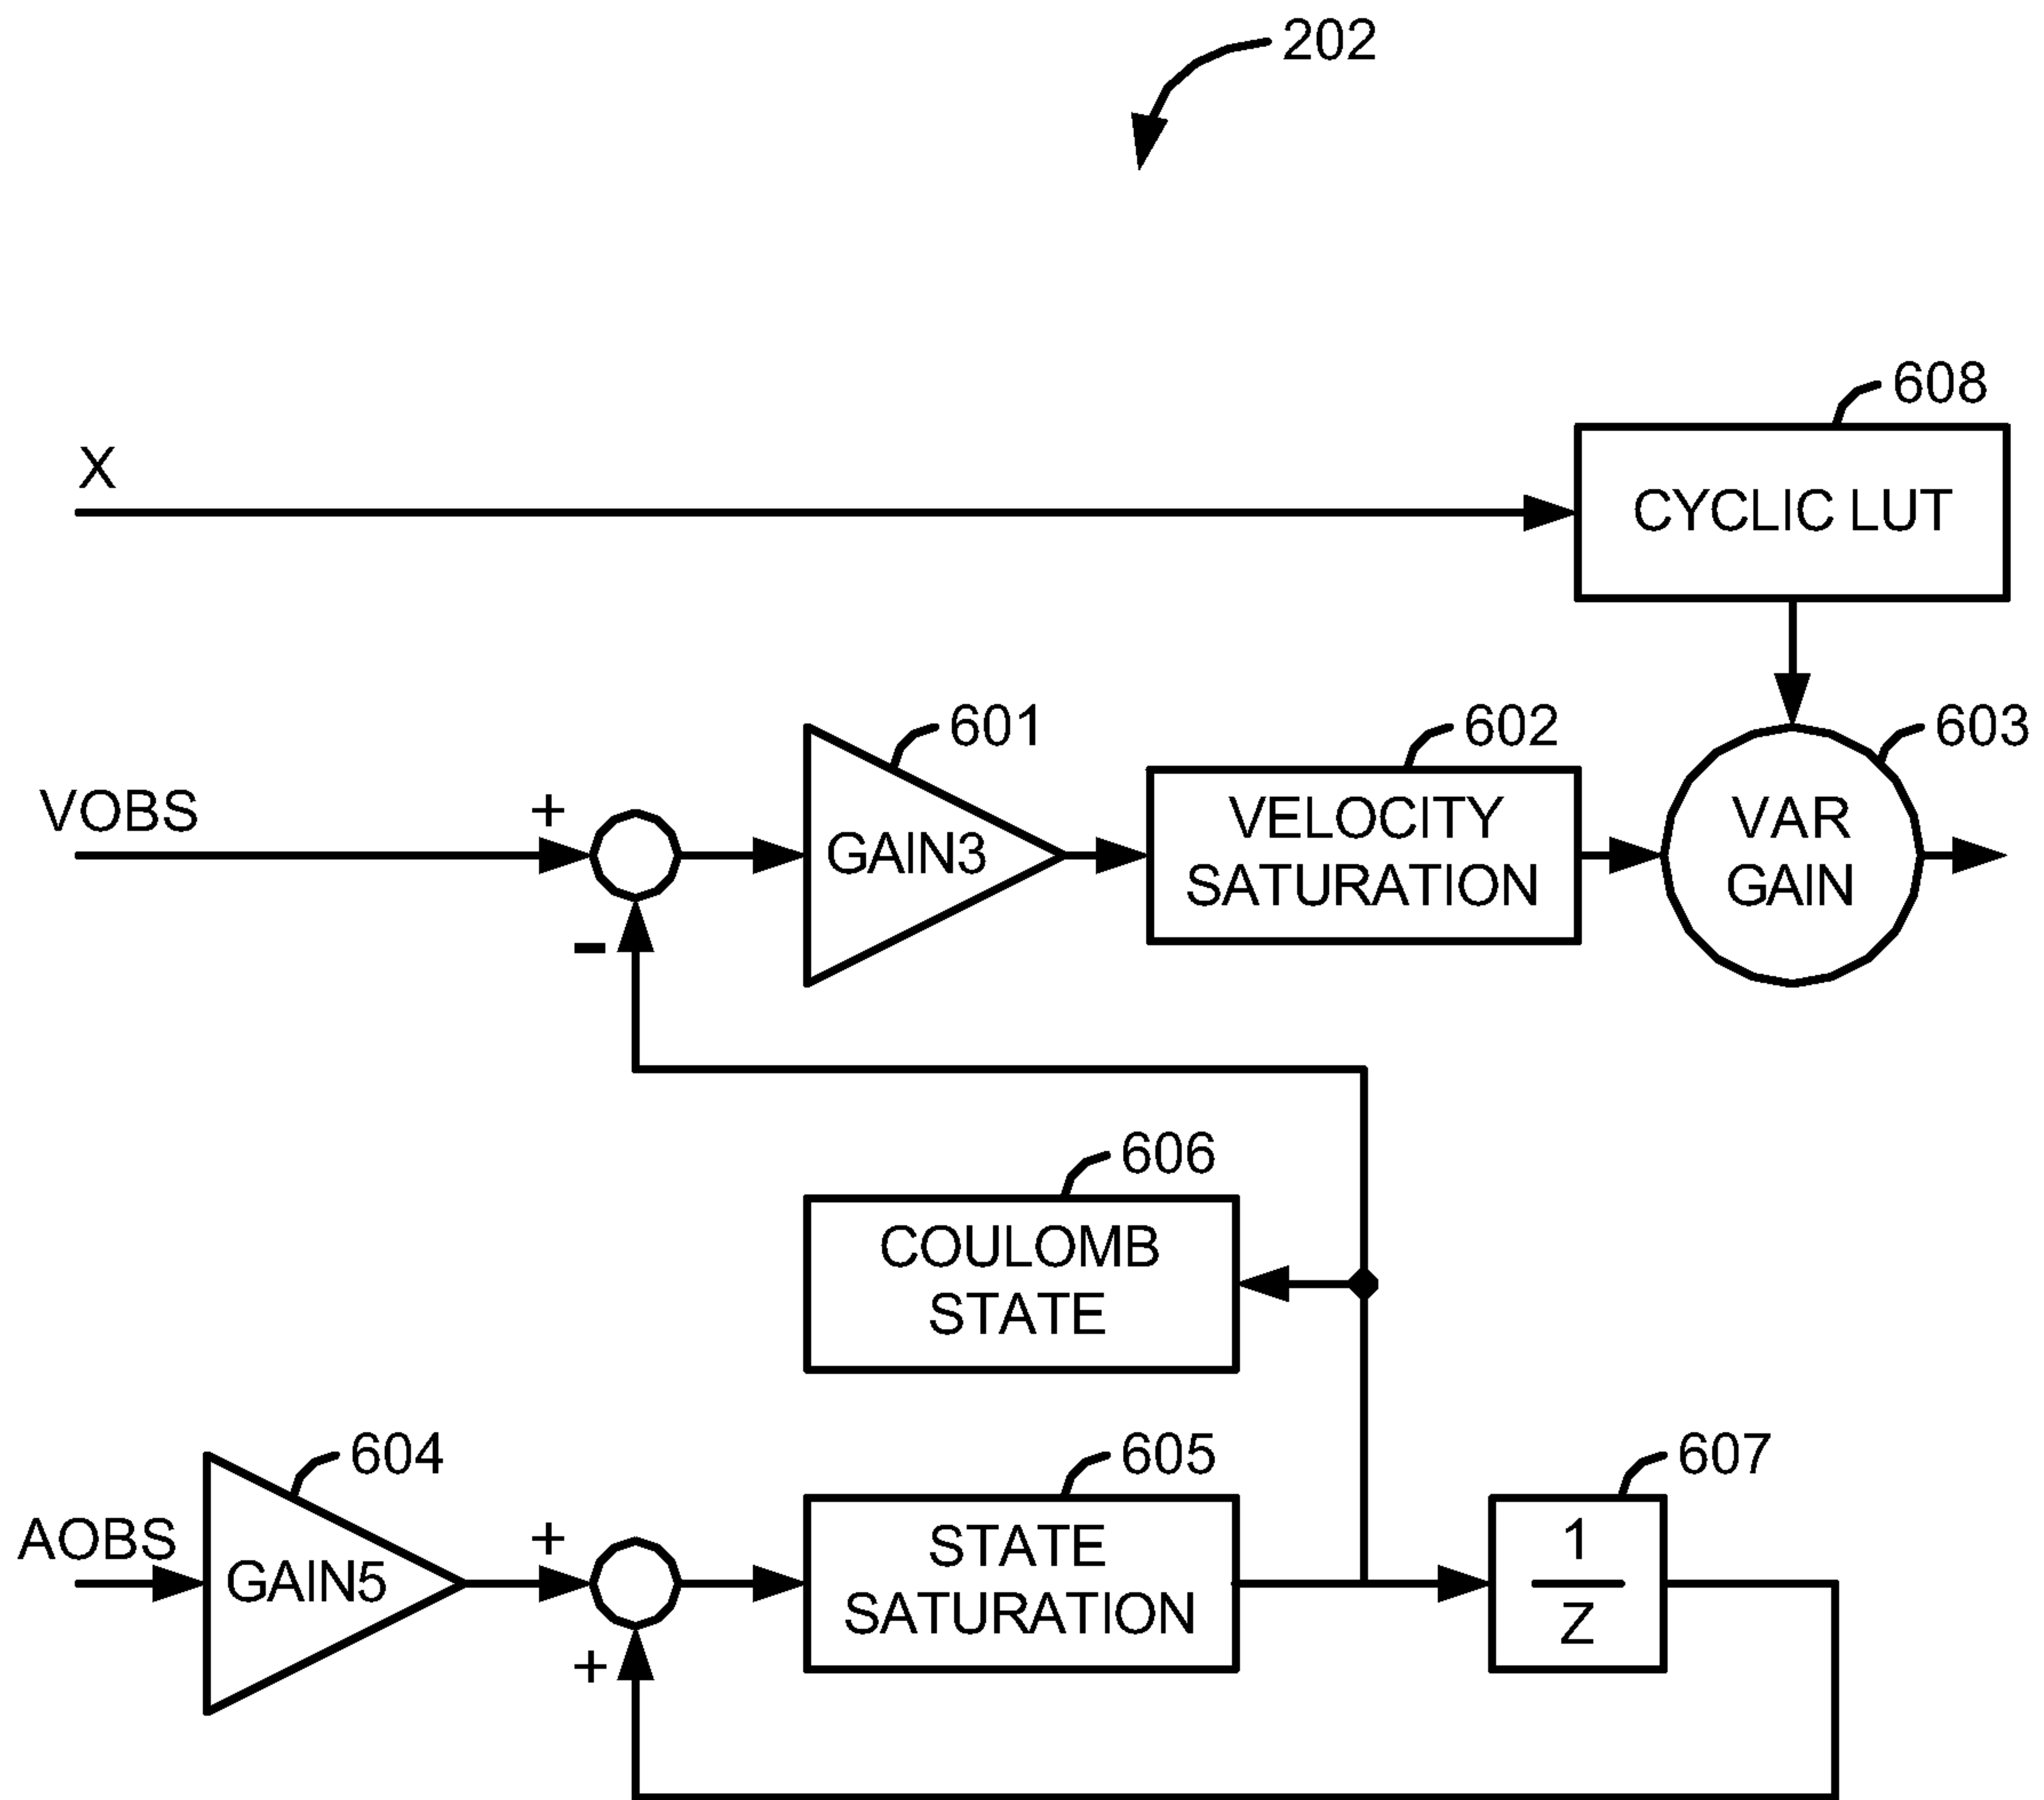 202
608
X
CYCLIC LUT
601
602
603
VOBS
+
GAIN3
VELOCITY
SATURATION
VAR
GAIN
-
606
COULOMB
STATE
604
605
607
AOBS
GAIN5
+
STATE
SATURATION
1
Z
+